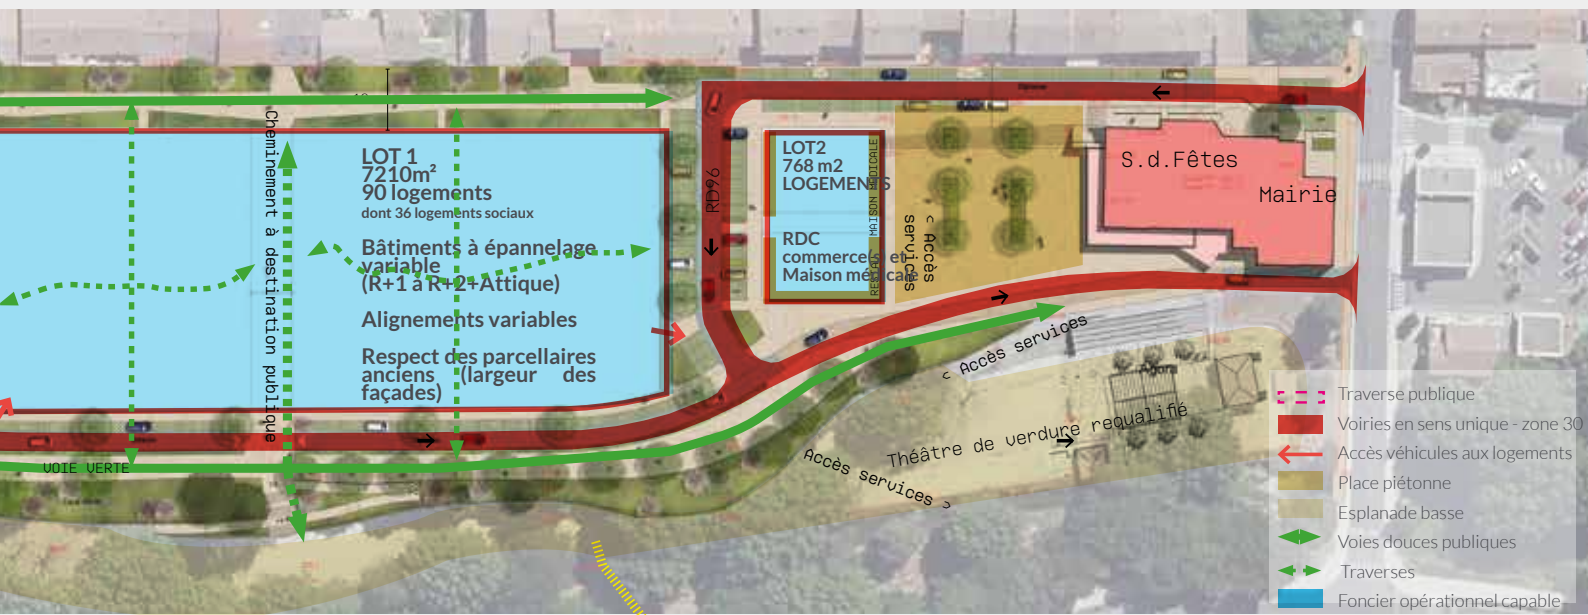 Cheminement à destination publique
LOT 1
7210m²
90 logements
dont 36 logements sociaux
Bâtiments à épannelage
variable
(R+1 à R+2+Attique)
Alignements variables
Respect des parcellaires
anciens (largeur des
façades)
VOIE VERTE
RD96
LOT2
768 m2
LOGEMENTS
RDC
commerce(s) et
Maison médicale
MAISON MEDICALE
< Accès
services
S.d.Fêtes
Mairie
< Accès services
Agora
Théâtre de verdure requalifié
Accès services >
Traverse publique
Voiries en sens unique - zone 30
Accès véhicules aux logements
Place piétonne
Esplanade basse
Voies douces publiques
Traverses
Foncier opérationnel capable